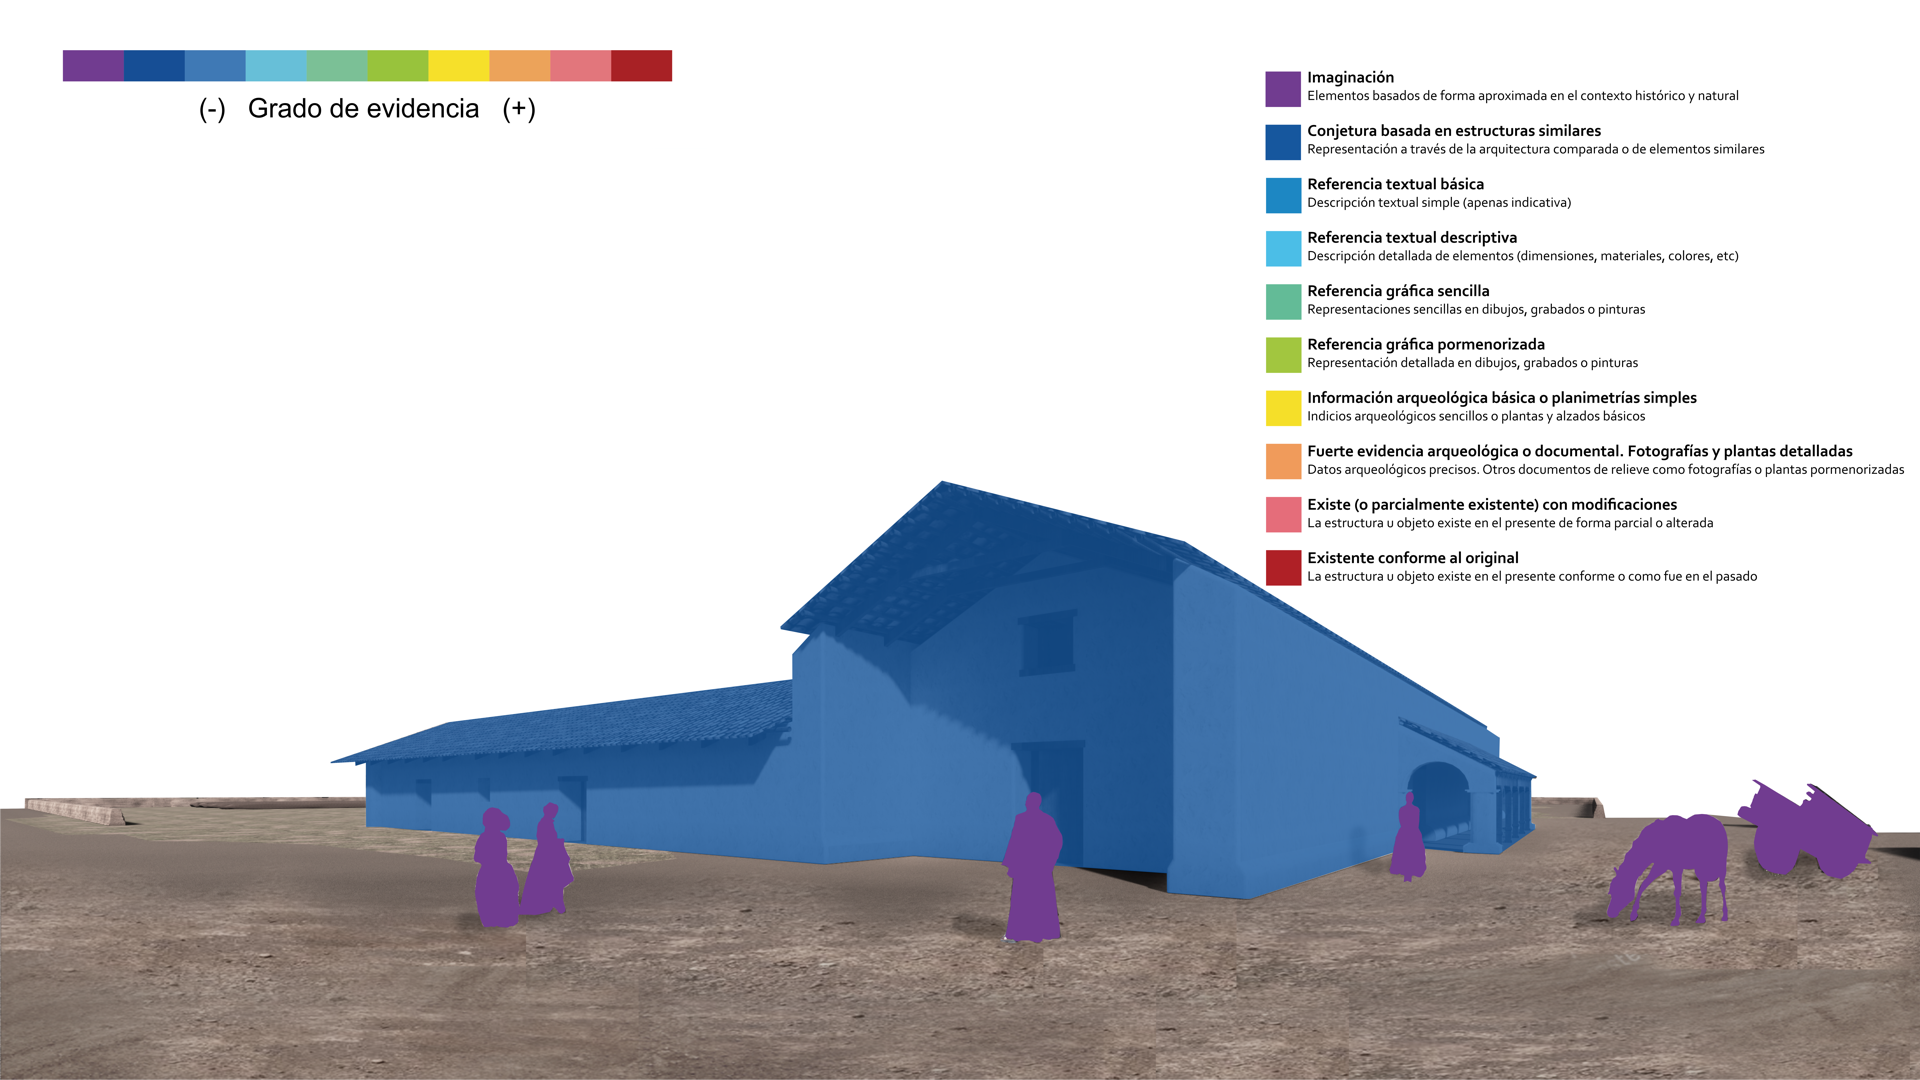 (-) Grado de evidencia (+)
Imaginación
Elementos basados de forma aproximada en el contexto histórico y natural
Conjetura basada en estructuras similares
Representación a través de la arquitectura comparada o de elementos similares
Referencia textual básica
Descripción textual simple (apenas indicativa)
Referencia textual descriptiva
Descripción detallada de elementos (dimensiones, materiales, colores, etc)
Referencia gráfica sencilla
Representaciones sencillas en dibujos, grabados o pinturas
Referencia gráfica pormenorizada
Representación detallada en dibujos, grabados o pinturas
Información arqueológica básica o planimetrías simples
Indicios arqueológicos sencillos o plantas y alzados básicos
Fuerte evidencia arqueológica o documental. Fotografías y plantas detalladas
Datos arqueológicos precisos. Otros documentos de relieve como fotografías o plantas pormenorizadas
Existe (o parcialmente existente) con modificaciones
La estructura u objeto existe en el presente de forma parcial o alterada
Existente conforme al original
La estructura u objeto existe en el presente conforme o como fue en el pasado